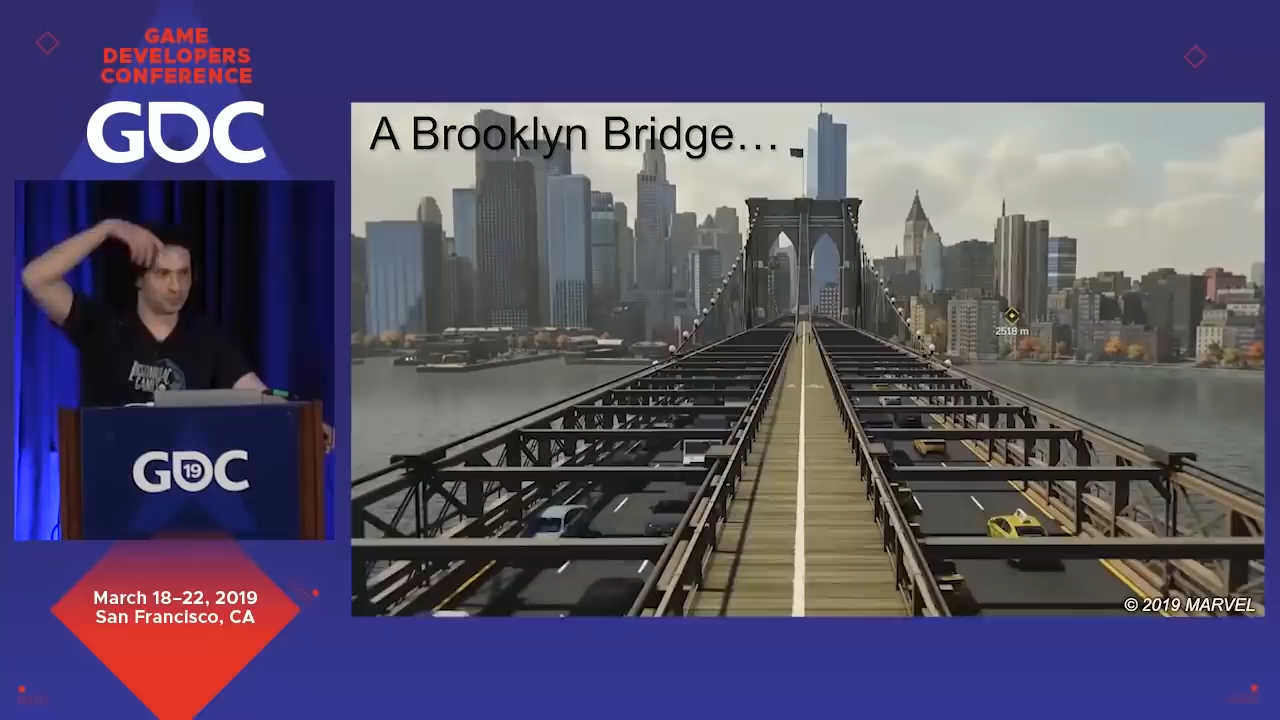 GAME
DEVELOPERS
CONFERENCE
GDC
A Brooklyn Bridge…
2518 m
© 2019 MARVEL
GDC
19
March 18–22, 2019
San Francisco, CA